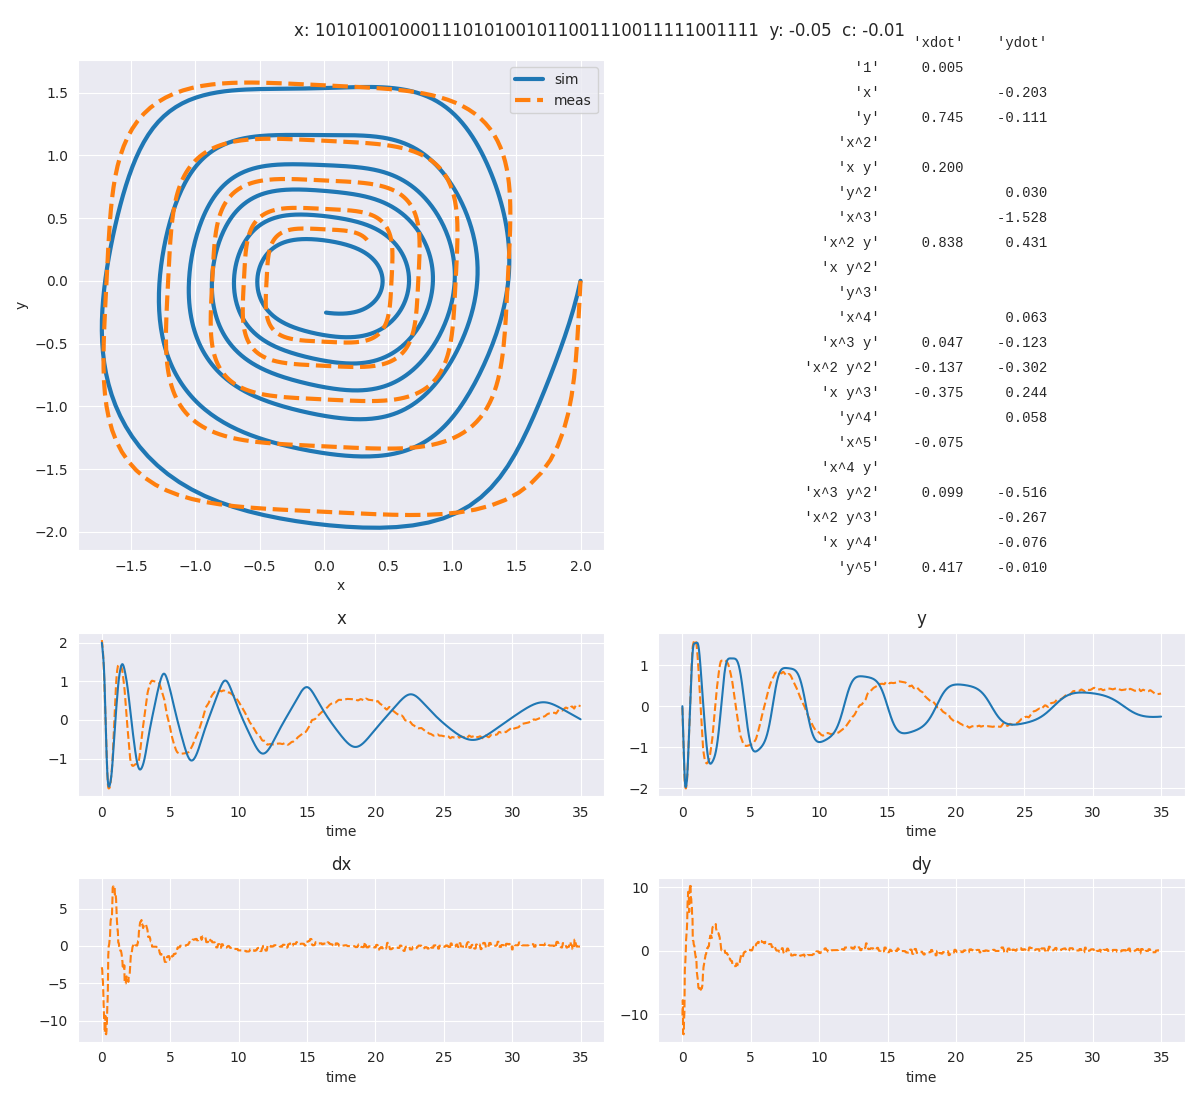 x: 101010010001110101001011001110011111001111 y: -0.05 c: -0.01
'xdot' 'ydot'
'1' 0.005
'x' -0.203
'y' 0.745 -0.111
'x^2'
'x y' 0.200
'y^2' 0.030
'x^3' -1.528
'x^2 y' 0.838 0.431
'x y^2'
'y^3'
'x^4' 0.063
'x^3 y' 0.047 -0.123
'x^2 y^2' -0.137 -0.302
'x y^3' -0.375 0.244
'y^4' 0.058
'x^5' -0.075
'x^4 y'
'x^3 y^2' 0.099 -0.516
'x^2 y^3' -0.267
'x y^4' -0.076
'y^5' 0.417 -0.010
sim
meas
1.5
1.0
0.5
0.0
−0.5
−1.0
−1.5
−2.0
y
−1.5 −1.0 −0.5 0.0 0.5 1.0 1.5 2.0
x
x
2
1
0
−1
0 5 10 15 20 25 30 35
time
y
1
0
−1
−2
0 5 10 15 20 25 30 35
time
dx
5
0
−5
−10
0 5 10 15 20 25 30 35
time
dy
10
0
−10
0 5 10 15 20 25 30 35
time